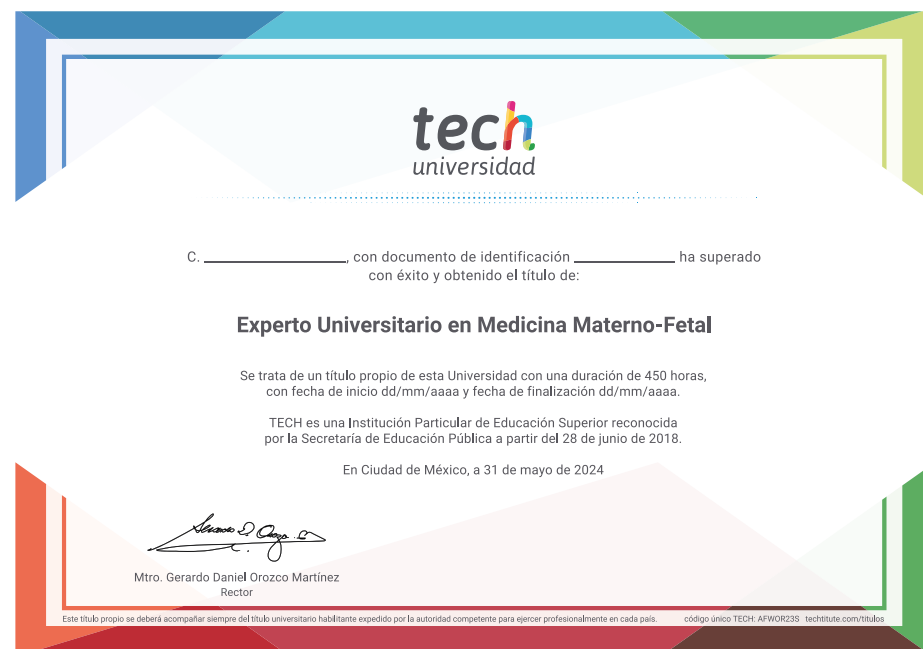 tech
universidad
C. ____________, con documento de identificación ____________ ha superado
con éxito y obtenido el título de:
Experto Universitario en Medicina Materno-Fetal
Se trata de un título propio de esta Universidad con una duración de 450 horas,
con fecha de inicio dd/mm/aaaa y fecha de finalización dd/mm/aaaa.
TECH es una Institución Particular de Educación Superior reconocida
por la Secretaría de Educación Pública a partir del 28 de junio de 2018.
En Ciudad de México, a 31 de mayo de 2024
Mtro. Gerardo Daniel Orozco Martínez
Rector
Este título propio se deberá acompañar siempre del título universitario habilitante expedido por la autoridad competente para ejercer profesionalmente en cada país. código único TECH: AFWOR23S techtitute.com/titulos